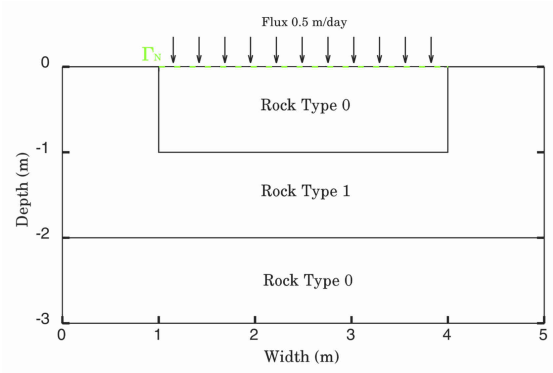 Flux 0.5 m/day
ΓN
0
Rock Type 0
-1
Rock Type 1
Depth (m)
-2
Rock Type 0
-3
0 1 2 3 4 5
Width (m)